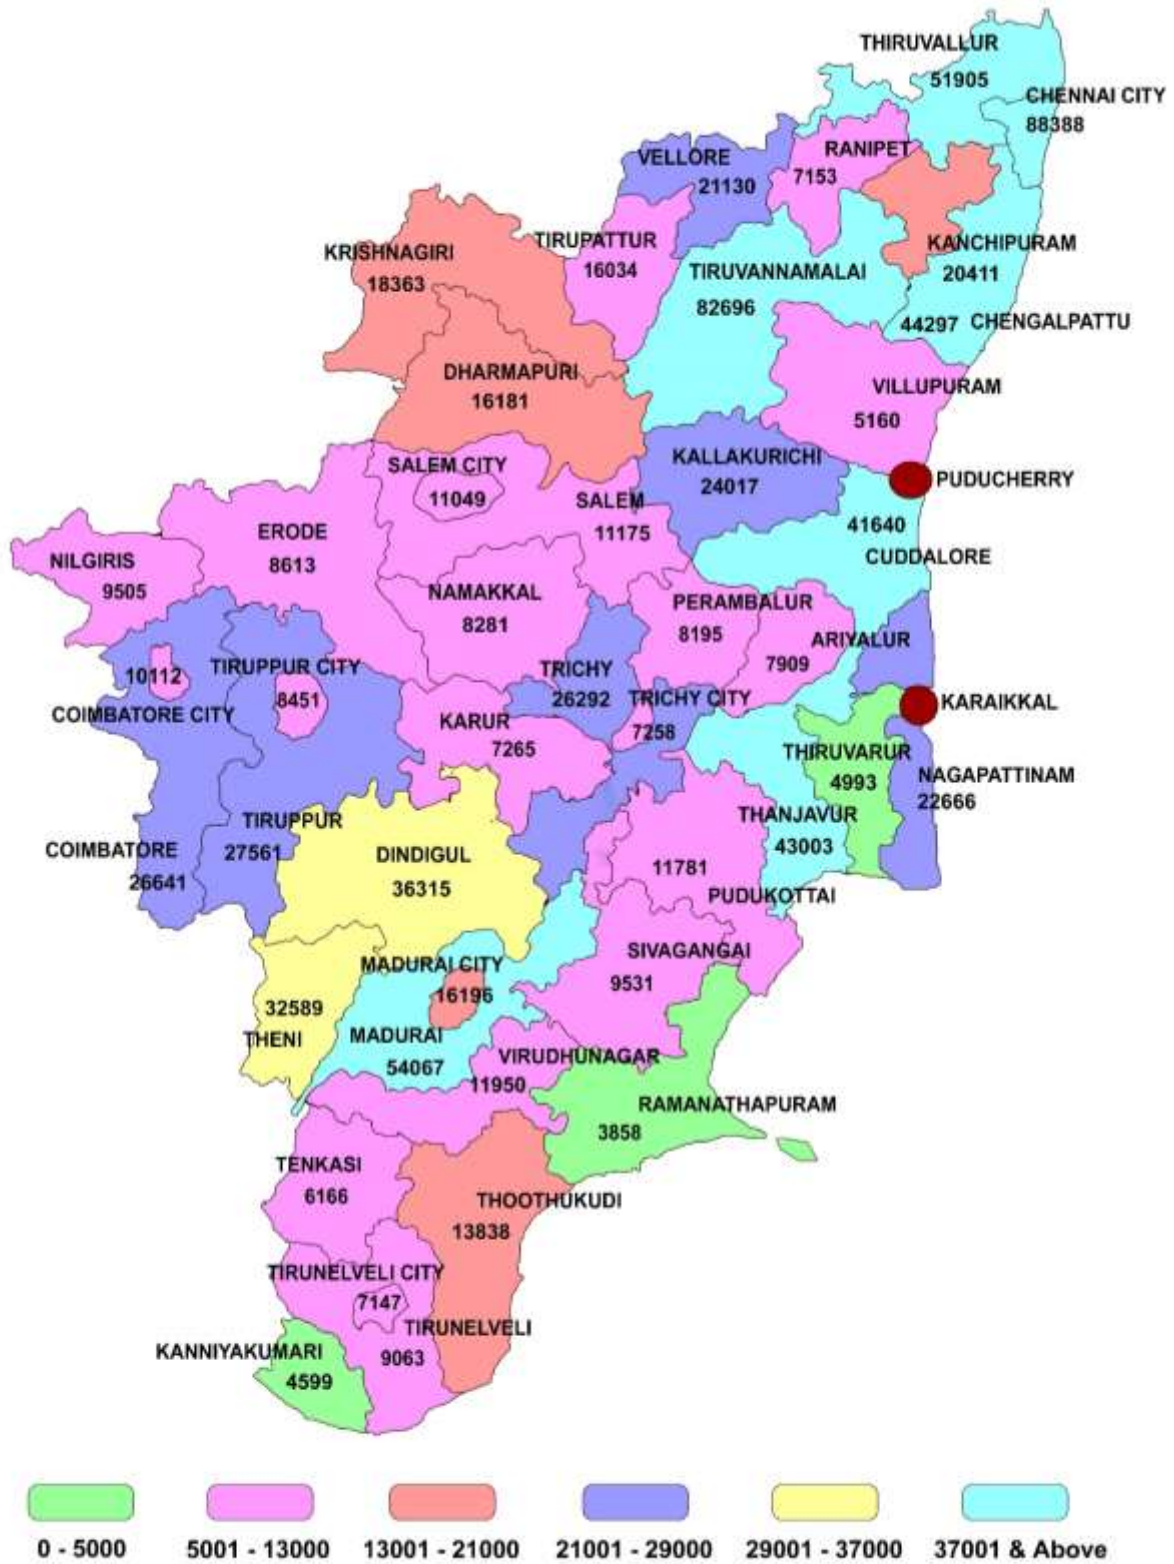 THIRUVALLUR
51905
CHENNAI CITY
88388
RANIPET
7153
VELLORE
21130
KRISHNAGIRI
18363
TIRUPATTUR
16034
TIRUVANNAMALAI
82696
KANCHIPURAM
20411
44297 CHENGALPATTU
DHARMAPURI
16181
VILLUPURAM
5160
SALEM CITY
11049
KALLAKURICHI
24017
PUDUCHERRY
SALEM
11175
41640
CUDDALORE
ERODE
8613
NILGIRIS
9505
NAMAKKAL
8281
PERAMBALUR
8195
ARIYALUR
7909
10112
COIMBATORE CITY
TIRUPPUR CITY
8451
TRICHY
26292
TRICHY CITY
7258
KARAIKKAL
KARUR
7265
THIRUVARUR
4993
NAGAPATTINAM
22666
THANJAVUR
43003
TIRUPPUR
27561
COIMBATORE
26641
DINDIGUL
36315
11781
PUDUKOTTAI
SIVAGANGAI
9531
MADURAI CITY
16196
32589
THENI
MADURAI
54067
VIRUDHUNAGAR
11950
RAMANATHAPURAM
3858
TENKASI
6166
THOOTHUKUDI
13838
TIRUNELVELI CITY
7147
TIRUNELVELI
9063
KANNIYAKUMARI
4599
0 - 5000
5001 - 13000
13001 - 21000
21001 - 29000
29001 - 37000
37001 & Above